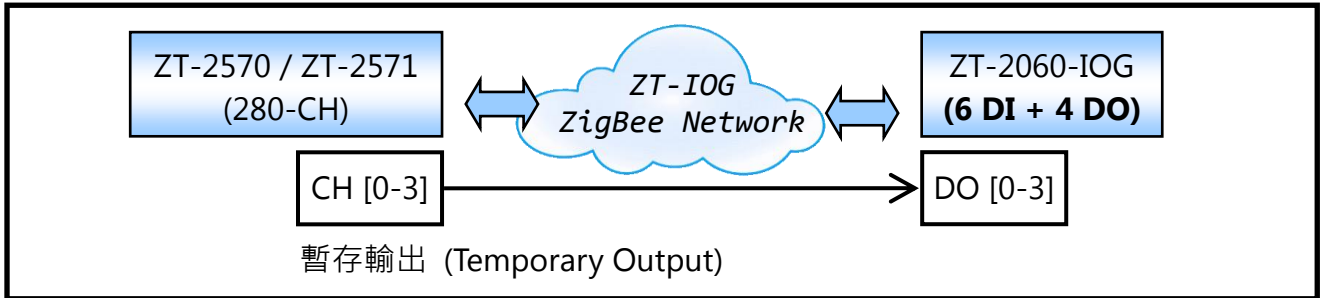 ZT-2570 / ZT-2571
(280-CH)
ZT-IOG
ZigBee Network
ZT-2060-IOG
(6 DI + 4 DO)
CH [0-3]
DO [0-3]
暫存輸出 (Temporary Output)